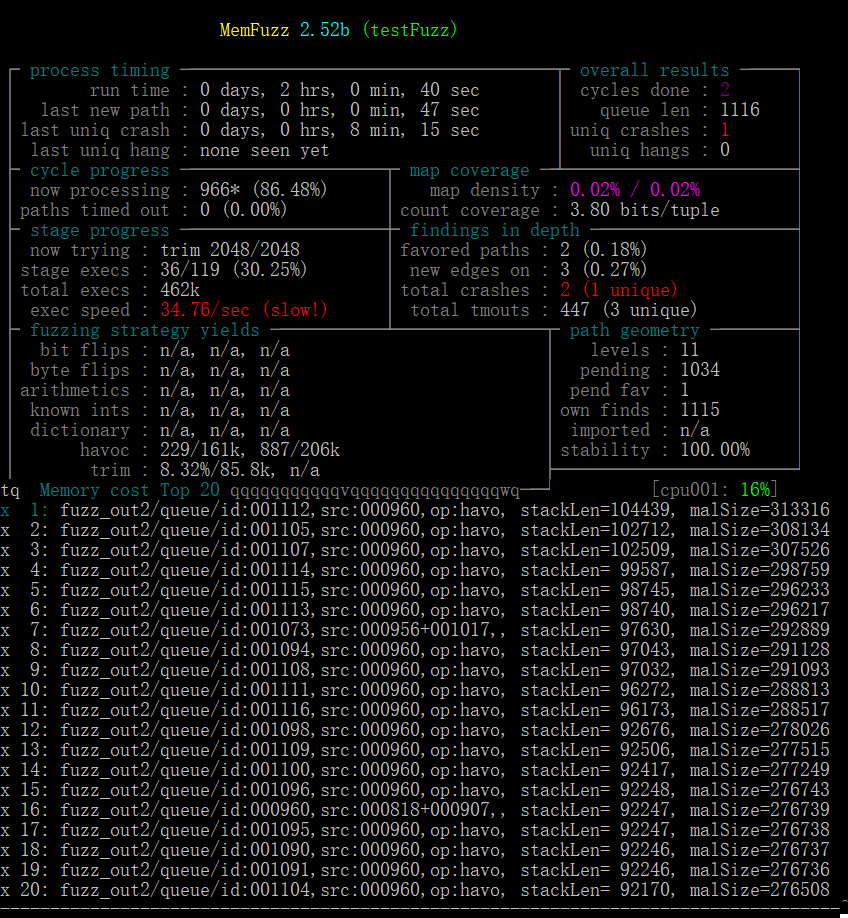 MemFuzz 2.52b (testFuzz)
process timing overall results
run time : 0 days, 2 hrs, 0 min, 40 sec cycles done : 2
last new path : 0 days, 0 hrs, 0 min, 47 sec queue len : 1116
last uniq crash : 0 days, 0 hrs, 8 min, 15 sec uniq crashes : 1
last uniq hang : none seen yet uniq hangs : 0
cycle progress map coverage
now processing : 966* (86.48%) map density : 0.02% / 0.02%
paths timed out : 0 (0.00%) count coverage : 3.80 bits/tuple
stage progress findings in depth
now trying : trim 2048/2048 favored paths : 2 (0.18%)
stage execs : 36/119 (30.25%) new edges on : 3 (0.27%)
total execs : 462k total crashes : 2 (1 unique)
exec speed : 34.76/sec (slow!) total tmouts : 447 (3 unique)
fuzzing strategy yields path geometry
bit flips : n/a, n/a, n/a levels : 11
byte flips : n/a, n/a, n/a pending : 1034
arithmetics : n/a, n/a, n/a pend fav : 1
known ints : n/a, n/a, n/a own finds : 1115
dictionary : n/a, n/a, n/a imported : n/a
havoc : 229/161k, 887/206k stability : 100.00%
trim : 8.32%/85.8k, n/a
tq Memory cost Top 20 qqqqqqqqqqqvqqqqqqqqqqqqqqqwq [cpu001: 16%]
x 1: fuzz_out2/queue/id:001112,src:000960,op:havo, stackLen=104439, malSize=313316
x 2: fuzz_out2/queue/id:001105,src:000960,op:havo, stackLen=102712, malSize=308134
x 3: fuzz_out2/queue/id:001107,src:000960,op:havo, stackLen=102509, malSize=307526
x 4: fuzz_out2/queue/id:001114,src:000960,op:havo, stackLen= 99587, malSize=298759
x 5: fuzz_out2/queue/id:001115,src:000960,op:havo, stackLen= 98745, malSize=296233
x 6: fuzz_out2/queue/id:001113,src:000960,op:havo, stackLen= 98740, malSize=296217
x 7: fuzz_out2/queue/id:001073,src:000956+001017,, stackLen= 97630, malSize=292889
x 8: fuzz_out2/queue/id:001094,src:000960,op:havo, stackLen= 97043, malSize=291128
x 9: fuzz_out2/queue/id:001108,src:000960,op:havo, stackLen= 97032, malSize=291093
x 10: fuzz_out2/queue/id:001111,src:000960,op:havo, stackLen= 96272, malSize=288813
x 11: fuzz_out2/queue/id:001116,src:000960,op:havo, stackLen= 96173, malSize=288517
x 12: fuzz_out2/queue/id:001098,src:000960,op:havo, stackLen= 92676, malSize=278026
x 13: fuzz_out2/queue/id:001109,src:000960,op:havo, stackLen= 92506, malSize=277515
x 14: fuzz_out2/queue/id:001100,src:000960,op:havo, stackLen= 92417, malSize=277249
x 15: fuzz_out2/queue/id:001096,src:000960,op:havo, stackLen= 92248, malSize=276743
x 16: fuzz_out2/queue/id:000960,src:000818+000907,, stackLen= 92247, malSize=276739
x 17: fuzz_out2/queue/id:001095,src:000960,op:havo, stackLen= 92247, malSize=276738
x 18: fuzz_out2/queue/id:001090,src:000960,op:havo, stackLen= 92246, malSize=276737
x 19: fuzz_out2/queue/id:001091,src:000960,op:havo, stackLen= 92246, malSize=276736
x 20: fuzz_out2/queue/id:001104,src:000960,op:havo, stackLen= 92170, malSize=276508